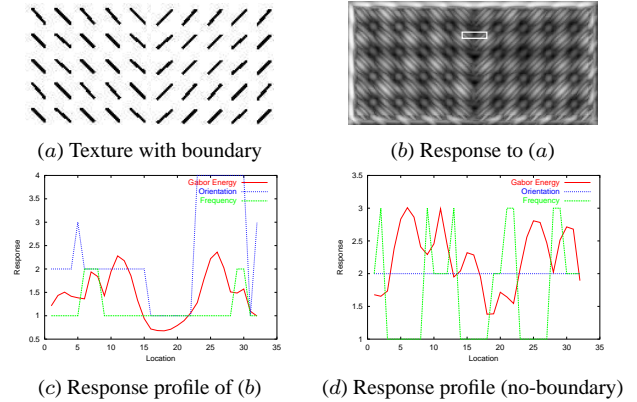 (a) Texture with boundary
(b) Response to (a)
Gabor Energy
Orientation
Frequency
Response
4
3.5
3
2.5
2
1.5
1
0.5
0 5 10 15 20 25 30 35
Location
Gabor Energy
Orientation
Frequency
Response
4
3.5
3
2.5
2
1.5
1
0 5 10 15 20 25 30 35
Location
(c) Response profile of (b)
(d) Response profile (no-boundary)